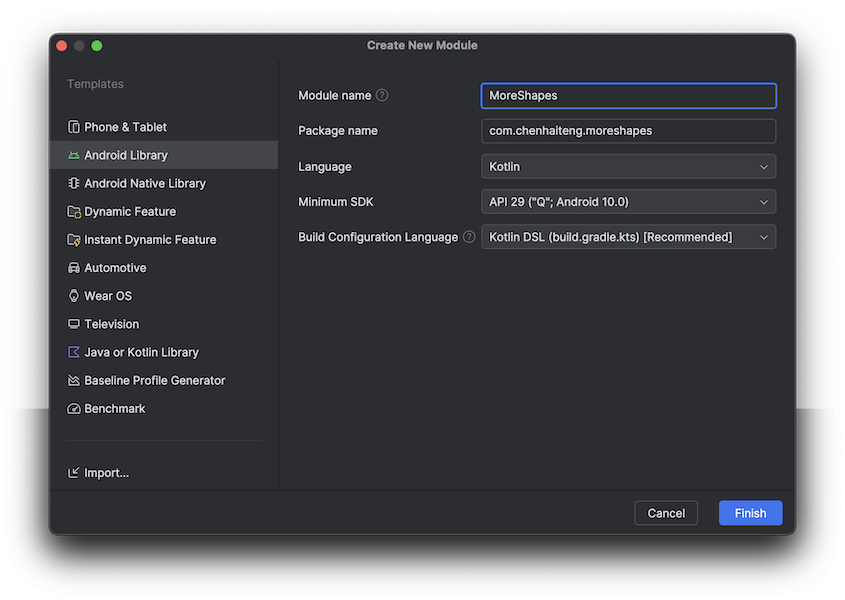 Create New Module
Templates
Phone & Tablet
Android Library
Android Native Library
Dynamic Feature
Instant Dynamic Feature
Automotive
Wear OS
Television
Java or Kotlin Library
Baseline Profile Generator
Benchmark
Import...
Module name ?
MoreShapes
Package name
com.chenhaiteng.moreshapes
Language
Kotlin
Minimum SDK
API 29 ("Q"; Android 10.0)
Build Configuration Language ?
Kotlin DSL (build.gradle.kts) [Recommended]
Cancel
Finish